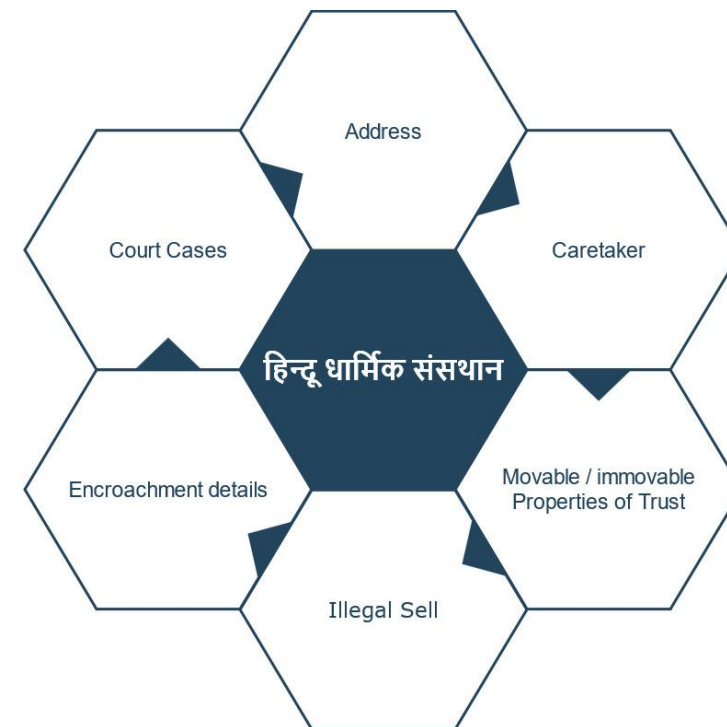 Address
Court Cases
Caretaker
हिन्दू धार्मिक संसथान
Encroachment details
Movable / immovable
Properties of Trust
Illegal Sell